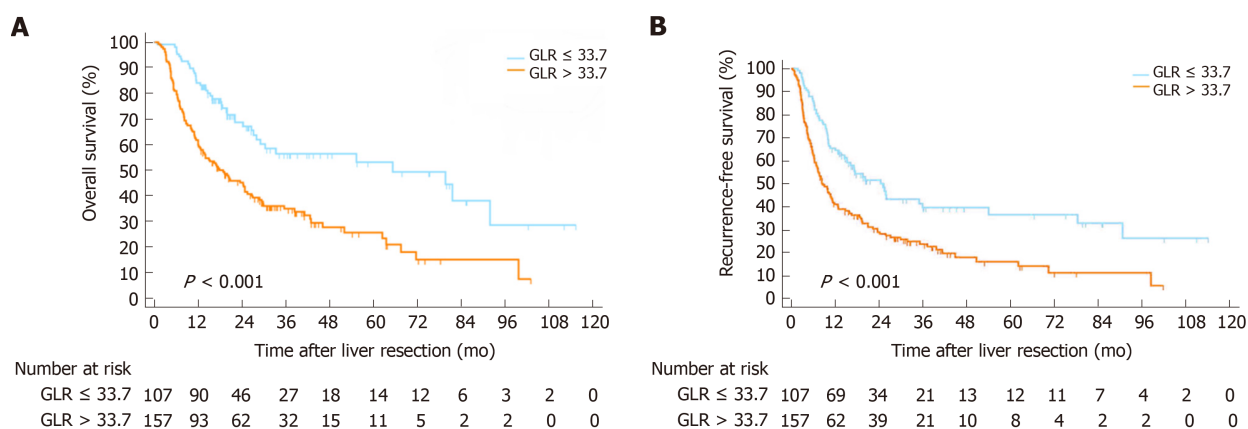 A
Overall survival (%)
100
90
80
70
60
50
40
30
20
10
0
GLR ≤ 33.7
GLR > 33.7
P < 0.001
0 12 24 36 48 60 72 84 96 108 120
Time after liver resection (mo)
Number at risk
GLR ≤ 33.7 107 90 46 27 18 14 12 6 3 2 0
GLR > 33.7 157 93 62 32 15 11 5 2 2 0 0
B
Recurrence-free survival (%)
100
90
80
70
60
50
40
30
20
10
0
GLR ≤ 33.7
GLR > 33.7
P < 0.001
0 12 24 36 48 60 72 84 96 108 120
Time after liver resection (mo)
Number at risk
GLR ≤ 33.7 107 69 34 21 13 12 11 7 4 2 0
GLR > 33.7 157 62 39 21 10 8 4 2 2 0 0